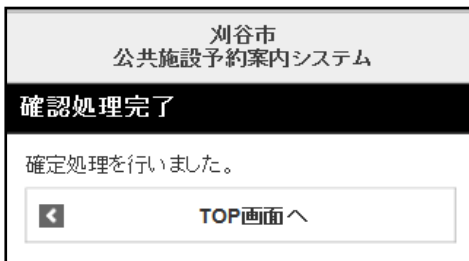 刈谷市
公共施設予約案内システム
確認処理完了
確定処理を行いました。
TOP画面へ